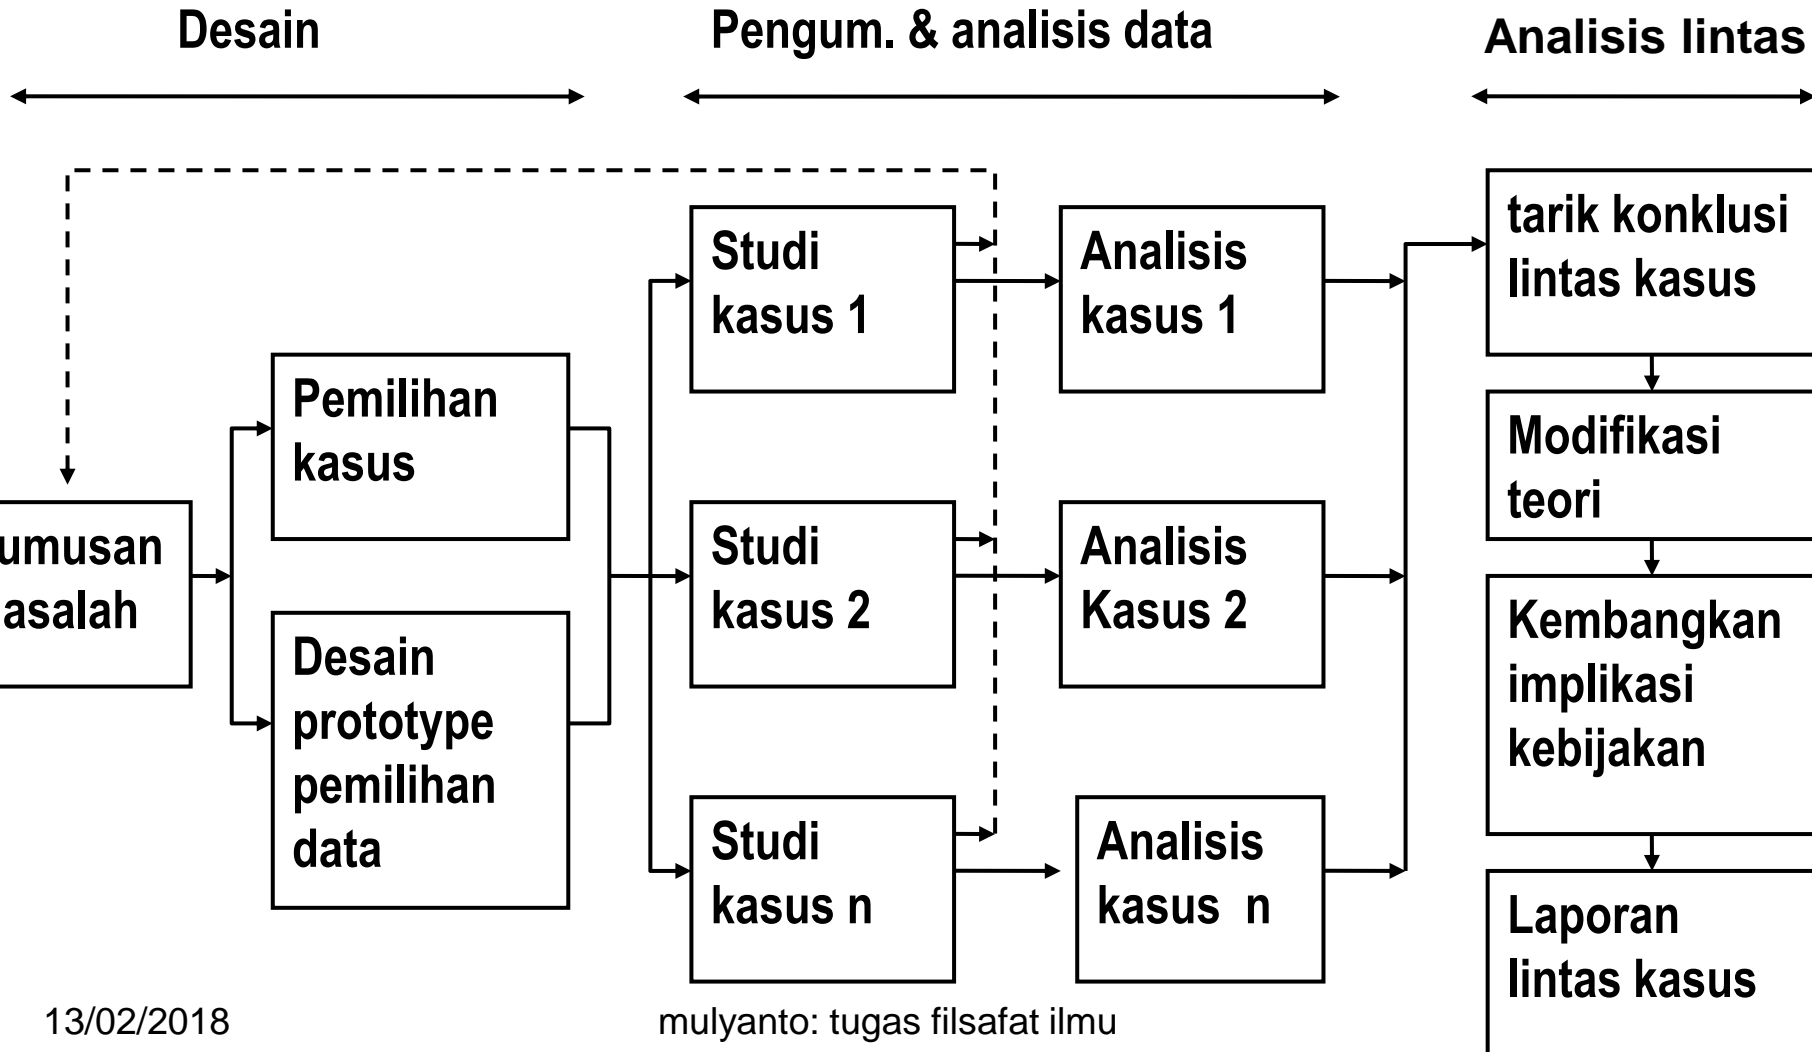 Desain
Pengum. & analisis data
Analisis lintas
umusan
asalah
Pemilihan
kasus
Desain
prototype
pemilihan
data
Studi
kasus 1
Studi
kasus 2
Studi
kasus n
Analisis
kasus 1
Analisis
Kasus 2
Analisis
kasus n
tarik konklusi
lintas kasus
Modifikasi
teori
Kembangkan
implikasi
kebijakan
Laporan
lintas kasus
13/02/2018
mulyanto: tugas filsafat ilmu